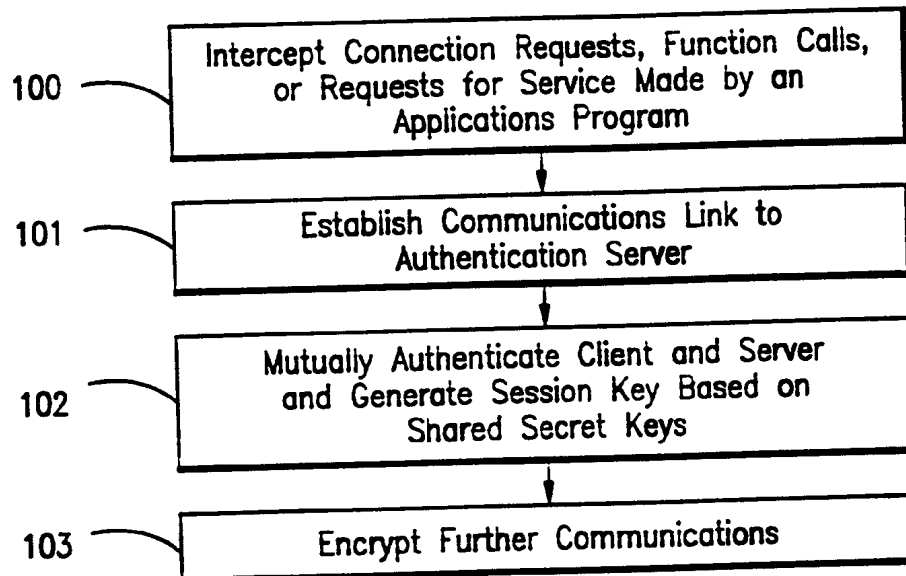 100
Intercept Connection Requests, Function Calls,
or Requests for Service Made by an
Applications Program
101
Establish Communications Link to
Authentication Server
102
Mutually Authenticate Client and Server
and Generate Session Key Based on
Shared Secret Keys
103
Encrypt Further Communications